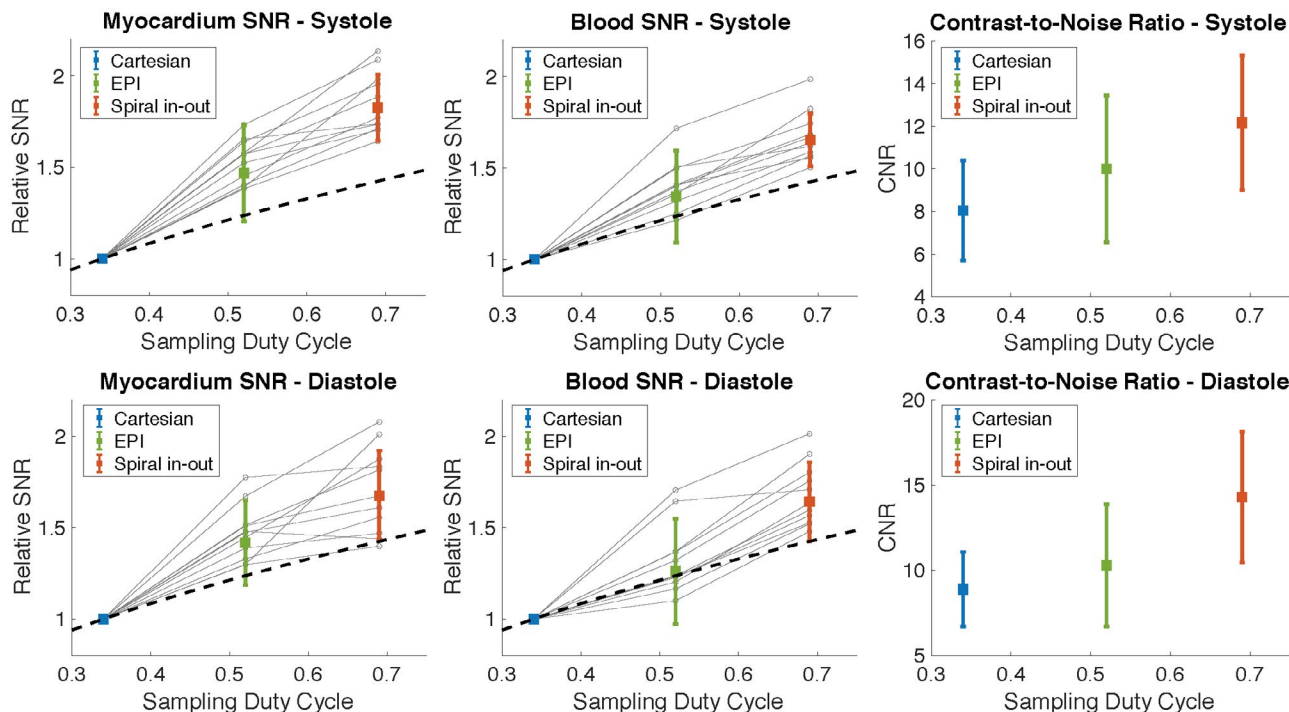 Myocardium SNR - Systole
Cartesian
EPI
Spiral in-out
2
1.5
1
Relative SNR
0.3 0.4 0.5 0.6 0.7
Sampling Duty Cycle
Blood SNR - Systole
Cartesian
EPI
Spiral in-out
2
1.5
1
Relative SNR
0.3 0.4 0.5 0.6 0.7
Sampling Duty Cycle
Contrast-to-Noise Ratio - Systole
Cartesian
EPI
Spiral in-out
16
14
12
10
8
6
4
CNR
0.3 0.4 0.5 0.6 0.7
Sampling Duty Cycle
Myocardium SNR - Diastole
Cartesian
EPI
Spiral in-out
2
1.5
1
Relative SNR
0.3 0.4 0.5 0.6 0.7
Sampling Duty Cycle
Blood SNR - Diastole
Cartesian
EPI
Spiral in-out
2
1.5
1
Relative SNR
0.3 0.4 0.5 0.6 0.7
Sampling Duty Cycle
Contrast-to-Noise Ratio - Diastole
Cartesian
EPI
Spiral in-out
20
15
10
5
CNR
0.3 0.4 0.5 0.6 0.7
Sampling Duty Cycle